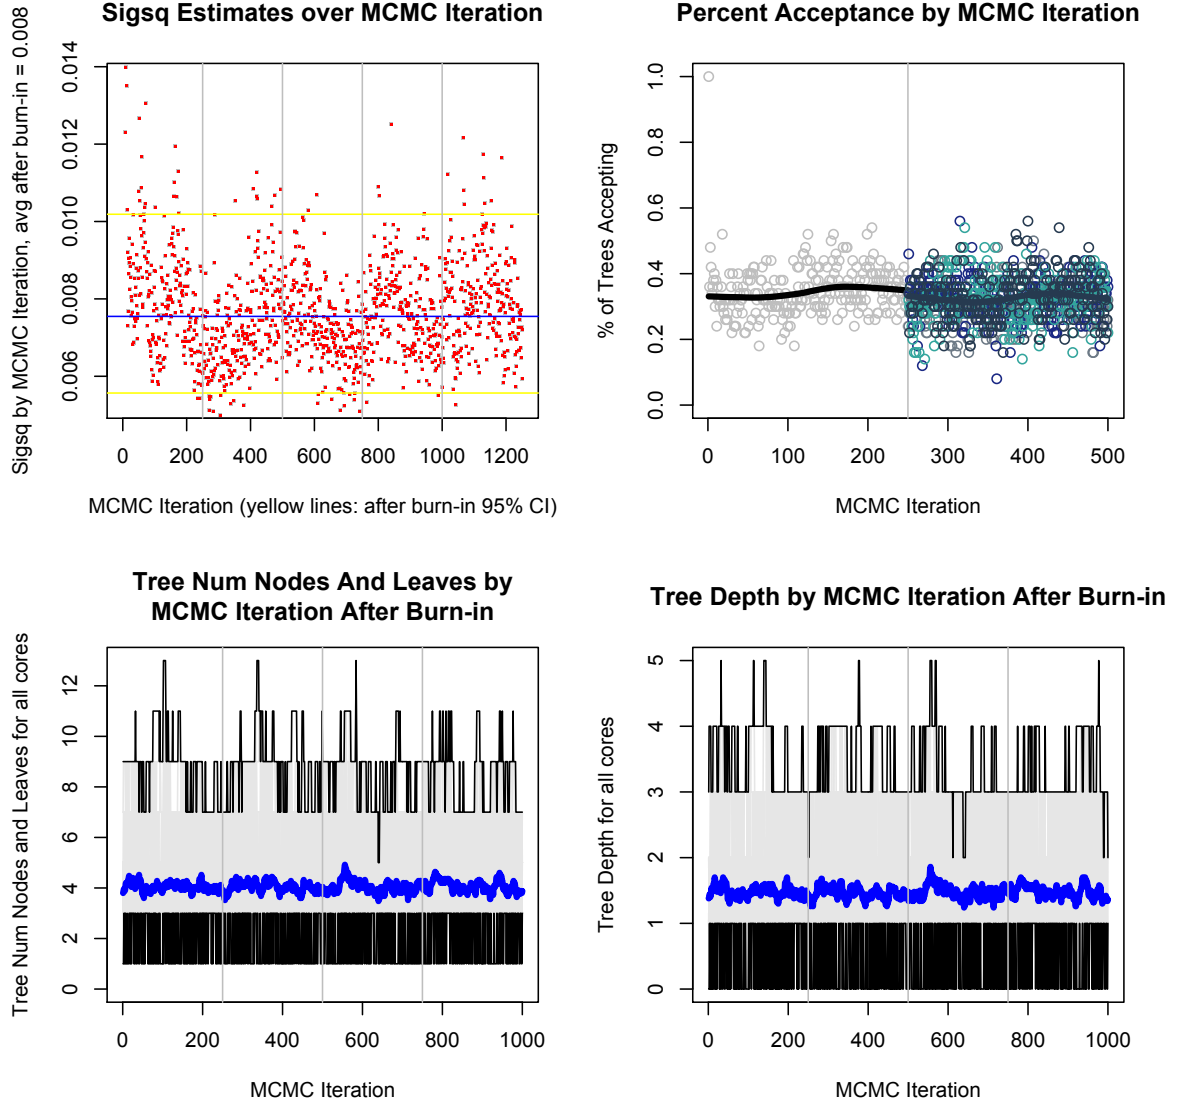 Sigsq Estimates over MCMC Iteration
Sigsq by MCMC Iteration, avg after burn-in = 0.008
0.014
0.012
0.010
0.008
0.006
0 200 400 600 800 1000 1200
MCMC Iteration (yellow lines: after burn-in 95% CI)
Percent Acceptance by MCMC Iteration
% of Trees Accepting
1.0
0.8
0.6
0.4
0.2
0.0
0 100 200 300 400 500
MCMC Iteration
Tree Num Nodes And Leaves by
MCMC Iteration After Burn-in
Tree Num Nodes and Leaves for all cores
12
10
8
6
4
2
0
0 200 400 600 800 1000
MCMC Iteration
Tree Depth by MCMC Iteration After Burn-in
Tree Depth for all cores
5
4
3
2
1
0
0 200 400 600 800 1000
MCMC Iteration